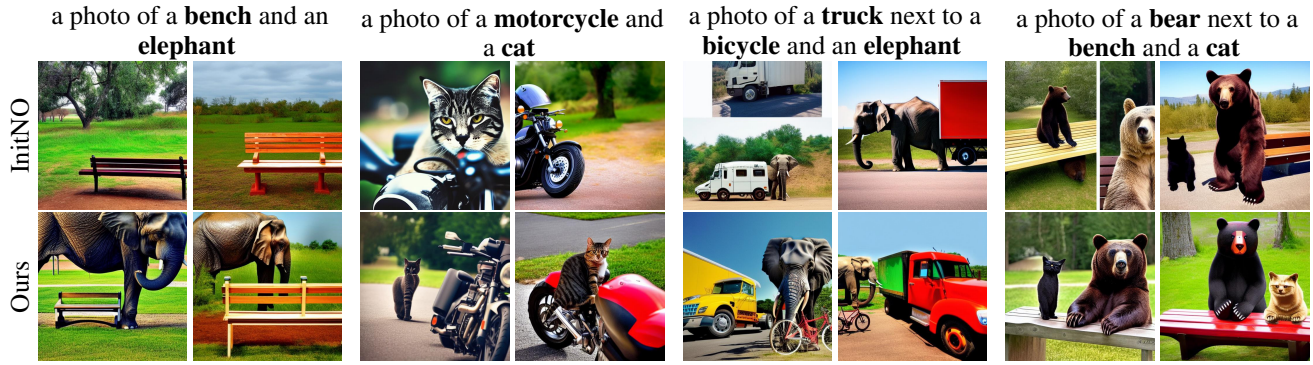 a photo of a bench and an
elephant
a photo of a motorcycle and
a cat
a photo of a truck next to a
bicycle and an elephant
a photo of a bear next to a
bench and a cat
InitNO
Ours